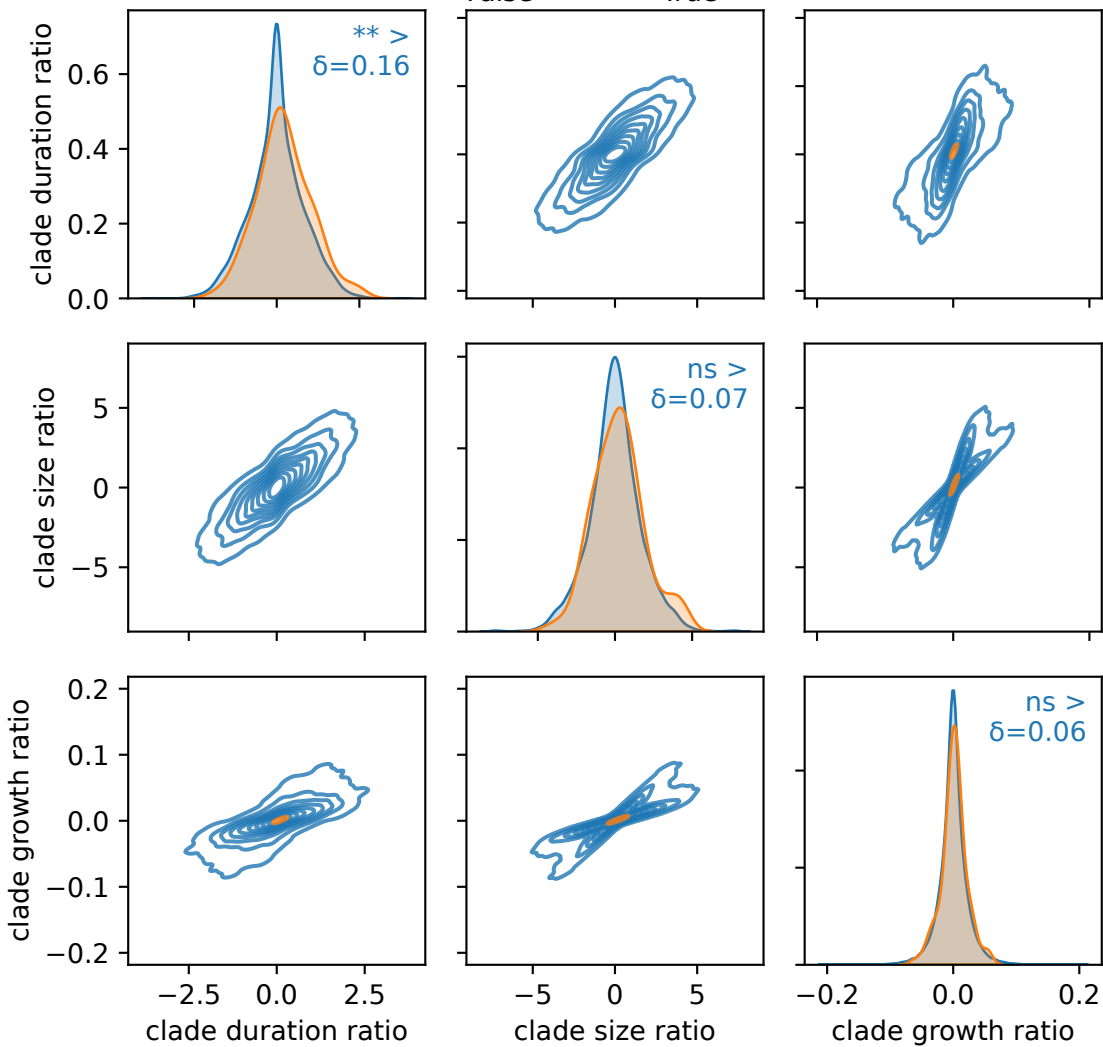 clade duration ratio
0.6
0.4
0.2
0.0
** >
δ=0.16
clade size ratio
5
0
−5
ns >
δ=0.07
clade growth ratio
0.2
0.1
0.0
−0.1
−0.2
ns >
δ=0.06
−2.5 0.0 2.5
−5 0 5
−0.2 0.0 0.2
clade duration ratio
clade size ratio
clade growth ratio